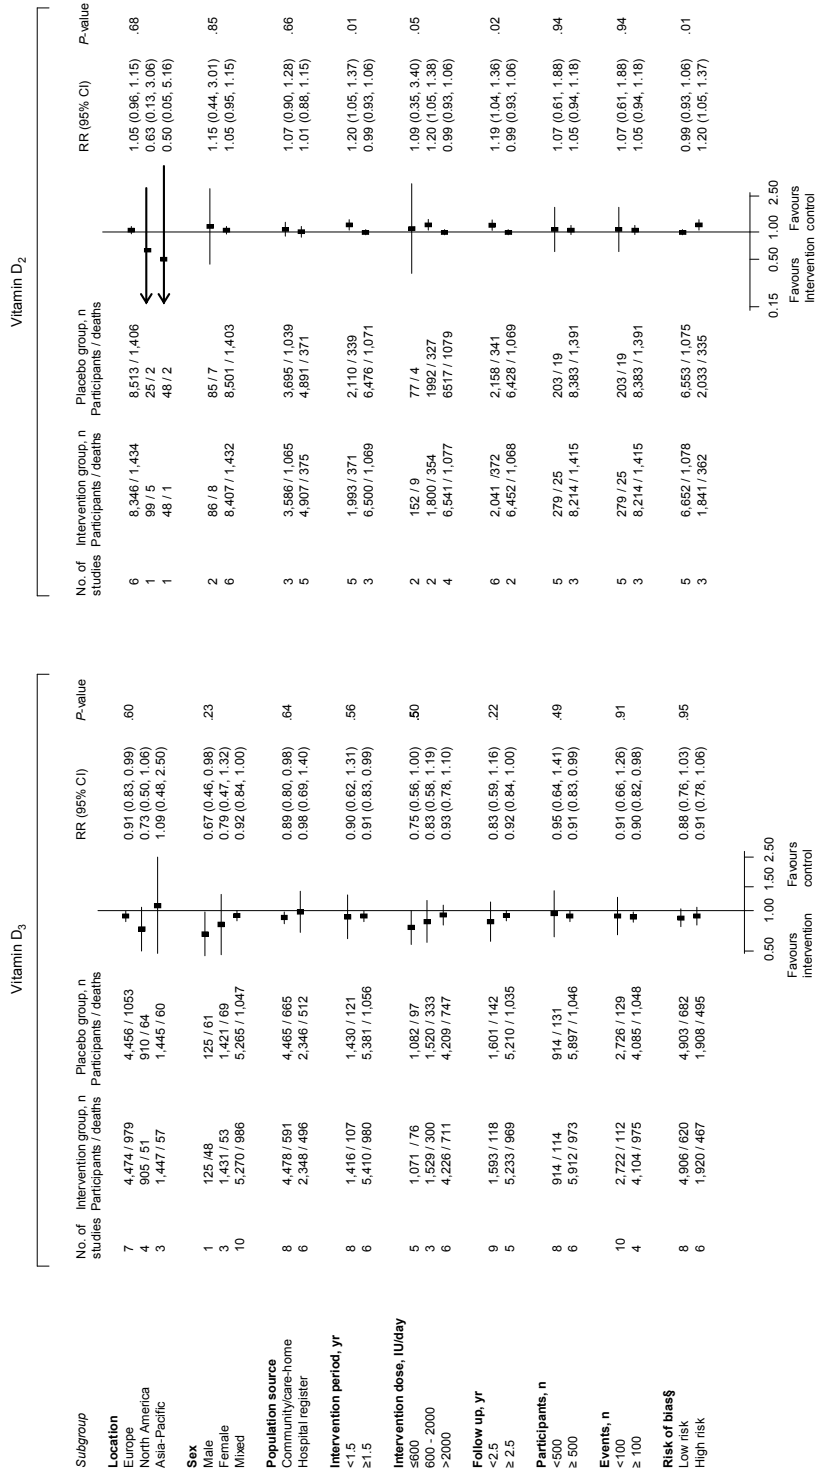 Vitamin D3 Vitamin D2
Subgroup No. of studies Intervention group, n Participants / deaths Placebo group, n Participants / deaths RR (95% CI) P-value No. of studies Intervention group, n Participants / deaths Placebo group, n Participants / deaths RR (95% CI) P-value
Location
Europe 7 4,474 / 979 4,456 / 1053 0.91 (0.83, 0.99) .60 6 8,346 / 1,434 8,513 / 1,406 1.05 (0.96, 1.15) .68
North America 4 905 / 51 910 / 64 0.73 (0.50, 1.06) 1 99 / 5 25 / 2 0.63 (0.13, 3.06)
Asia-Pacific 3 1,447 / 57 1,445 / 60 1.09 (0.48, 2.50) 1 48 / 1 48 / 2 0.50 (0.05, 5.16)
Sex
Male 1 125 /48 125 / 61 0.67 (0.46, 0.98) .23 2 86 / 8 85 / 7 1.15 (0.44, 3.01) .85
Female 3 1,431 / 53 1,421 / 69 0.79 (0.47, 1.32) 6 8,407 / 1,432 8,501 / 1,403 1.05 (0.95, 1.15)
Mixed 10 5,270 / 986 5,265 / 1,047 0.92 (0.84, 1.00)
Population source
Community/care-home 8 4,478 / 591 4,465 / 665 0.89 (0.80, 0.98) .64 3 3,586 / 1,065 3,695 / 1,039 1.07 (0.90, 1.28) .66
Hospital register 6 2,348 / 496 2,346 / 512 0.98 (0.69, 1.40) 5 4,907 / 375 4,891 / 371 1.01 (0.88, 1.15)
Intervention period, yr
<1.5 8 1,416 / 107 1,430 / 121 0.90 (0.62, 1.31) .56 5 1,993 / 371 2,110 / 339 1.20 (1.05, 1.37) .01
≥1.5 6 5,410 / 980 5,381 / 1,056 0.91 (0.83, 0.99) 3 6,500 / 1,069 6,476 / 1,071 0.99 (0.93, 1.06)
Intervention dose, IU/day
≤600 5 1,071 / 76 1,082 / 97 0.75 (0.56, 1.00) .50 2 152 / 9 77 / 4 1.09 (0.35, 3.40) .05
600 - 2000 3 1,529 / 300 1,520 / 333 0.83 (0.58, 1.19) 2 1,800 / 354 1992 / 327 1.20 (1.05, 1.38)
>2000 6 4,226 / 711 4,209 / 747 0.93 (0.78, 1.10) 4 6,541 / 1,077 6517 / 1079 0.99 (0.93, 1.06)
Follow up, yr
<2.5 9 1,593 / 118 1,601 / 142 0.83 (0.59, 1.16) .22 6 2,041 /372 2,158 / 341 1.19 (1.04, 1.36) .02
≥ 2.5 5 5,233 / 969 5,210 / 1,035 0.92 (0.84, 1.00) 2 6,452 / 1,068 6,428 / 1,069 0.99 (0.93, 1.06)
Participants, n
<500 8 914 / 114 914 / 131 0.95 (0.64, 1.41) .49 5 279 / 25 203 / 19 1.07 (0.61, 1.88) .94
≥ 500 6 5,912 / 973 5,897 / 1,046 0.91 (0.83, 0.99) 3 8,214 / 1,415 8,383 / 1,391 1.05 (0.94, 1.18)
Events, n
<100 10 2,722 / 112 2,726 / 129 0.91 (0.66, 1.26) .91 5 279 / 25 203 / 19 1.07 (0.61, 1.88) .94
≥ 100 4 4,104 / 975 4,085 / 1,048 0.90 (0.82, 0.98) 3 8,214 / 1,415 8,383 / 1,391 1.05 (0.94, 1.18)
Risk of bias§
Low risk 8 4,906 / 620 4,903 / 682 0.88 (0.76, 1.03) .95 5 6,652 / 1,078 6,553 / 1,075 0.99 (0.93, 1.06) .01
High risk 6 1,920 / 467 1,908 / 495 0.91 (0.78, 1.06) 3 1,841 / 362 2,033 / 335 1.20 (1.05, 1.37)
0.50 1.00 1.50 2.50 0.15 0.50 1.00 2.50
Favours intervention Favours control Favours Intervention Favours control